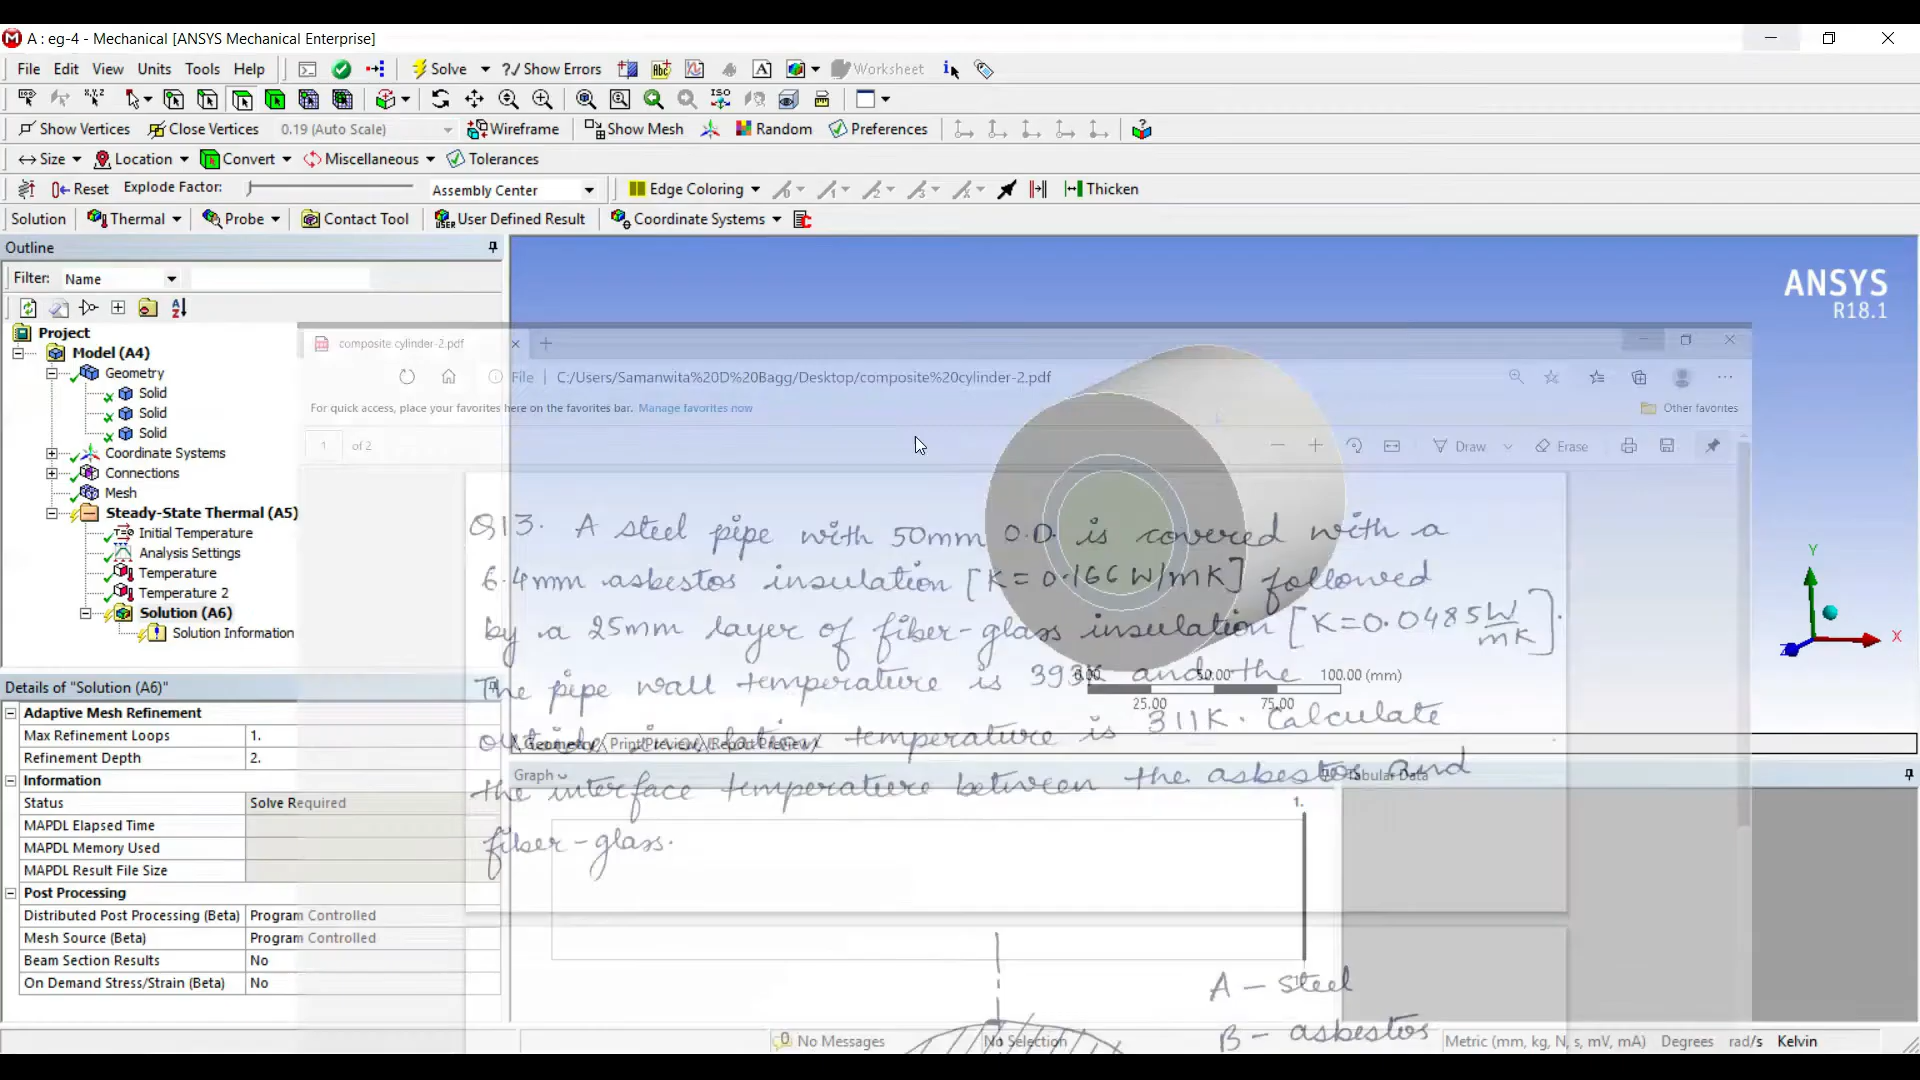 A : eg-4 - Mechanical [ANSYS Mechanical Enterprise]
File Edit View Units Tools Help Solve ?/ Show Errors Worksheet
ISO
Show Vertices Close Vertices 0.19 (Auto Scale) Wireframe Show Mesh Random Preferences
Size Location Convert Miscellaneous Tolerances
Reset Explode Factor: Assembly Center Edge Coloring Thicken
Solution Thermal Probe Contact Tool User Defined Result Coordinate Systems
Outline
Filter: Name
Project
Model (A4)
Geometry
Solid
Solid
Solid
Coordinate Systems
Connections
Mesh
Steady-State Thermal (A5)
Initial Temperature
Analysis Settings
Temperature
Temperature 2
Solution (A6)
Solution Information
Details of "Solution (A6)"
Adaptive Mesh Refinement
Max Refinement Loops 1.
Refinement Depth 2.
Information
Status Solve Required
MAPDL Elapsed Time
MAPDL Memory Used
MAPDL Result File Size
Post Processing
Distributed Post Processing (Beta) Program Controlled
Mesh Source (Beta) Program Controlled
Beam Section Results No
On Demand Stress/Strain (Beta) No
ANSYS
R18.1
composite cylinder-2.pdf
File C:/Users/Samanwita%20D%20Bagg/Desktop/composite%20cylinder-2.pdf
For quick access, place your favorites here on the favorites bar. Manage favorites now Other favorites
1 of 2 Draw Erase
Q13. A steel pipe with 50mm O.D. is covered with a
6.4mm asbestos insulation [K = 0.166 W/mK] followed
by a 25mm layer of fiber-glass insulation [K=0.0485 W/mK].
The pipe wall temperature is 393K and the
outside insulation temperature is 311K. Calculate
the interface temperature between the asbestos and
fiber-glass.
A - steel
B - asbestos
0.00 50.00 100.00 (mm)
25.00 75.00
Y
X
Z
Geometry Print Preview Report Preview
Graph
Tabular Data
1.
0 No Messages No Selection Metric (mm, kg, N, s, mV, mA) Degrees rad/s Kelvin